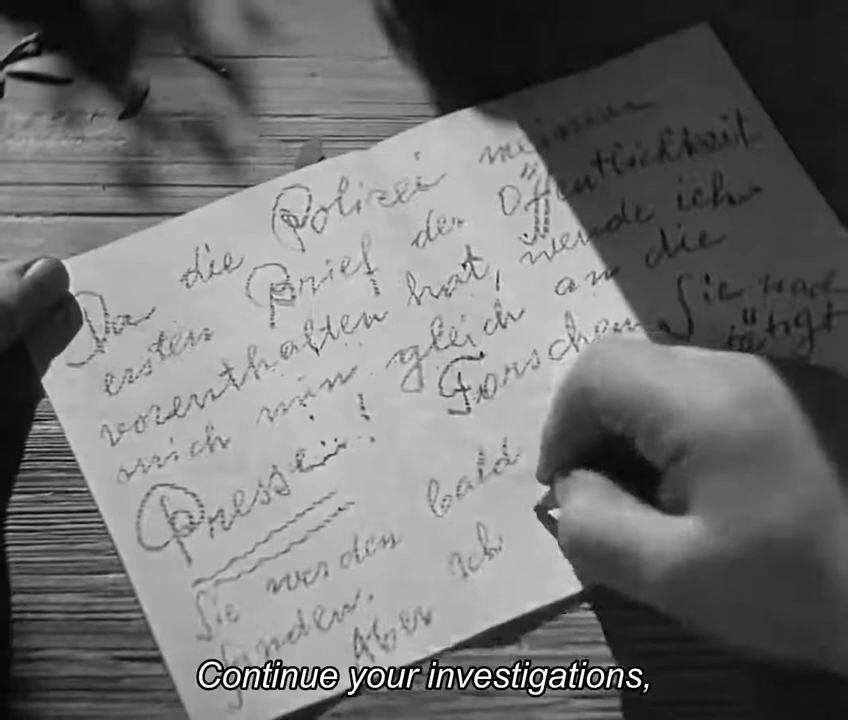 Da die Polizei meinen
ersten Brief der Öffentlichkeit
vorenthalten hat, wende ich
mich nun gleich an die
Presse! Forschen Sie nach
Sie werden bald tätigt
finden. Aber ich
Continue your investigations,